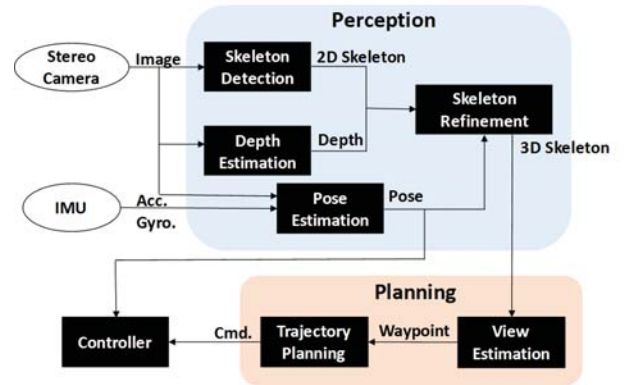 Perception
Stereo
Camera
Image
Skeleton
Detection
2D Skeleton
Skeleton
Refinement
Depth
Estimation
Depth
3D Skeleton
IMU
Acc.
Gyro.
Pose
Estimation
Pose
Planning
Controller
Cmd.
Trajectory
Planning
Waypoint
View
Estimation